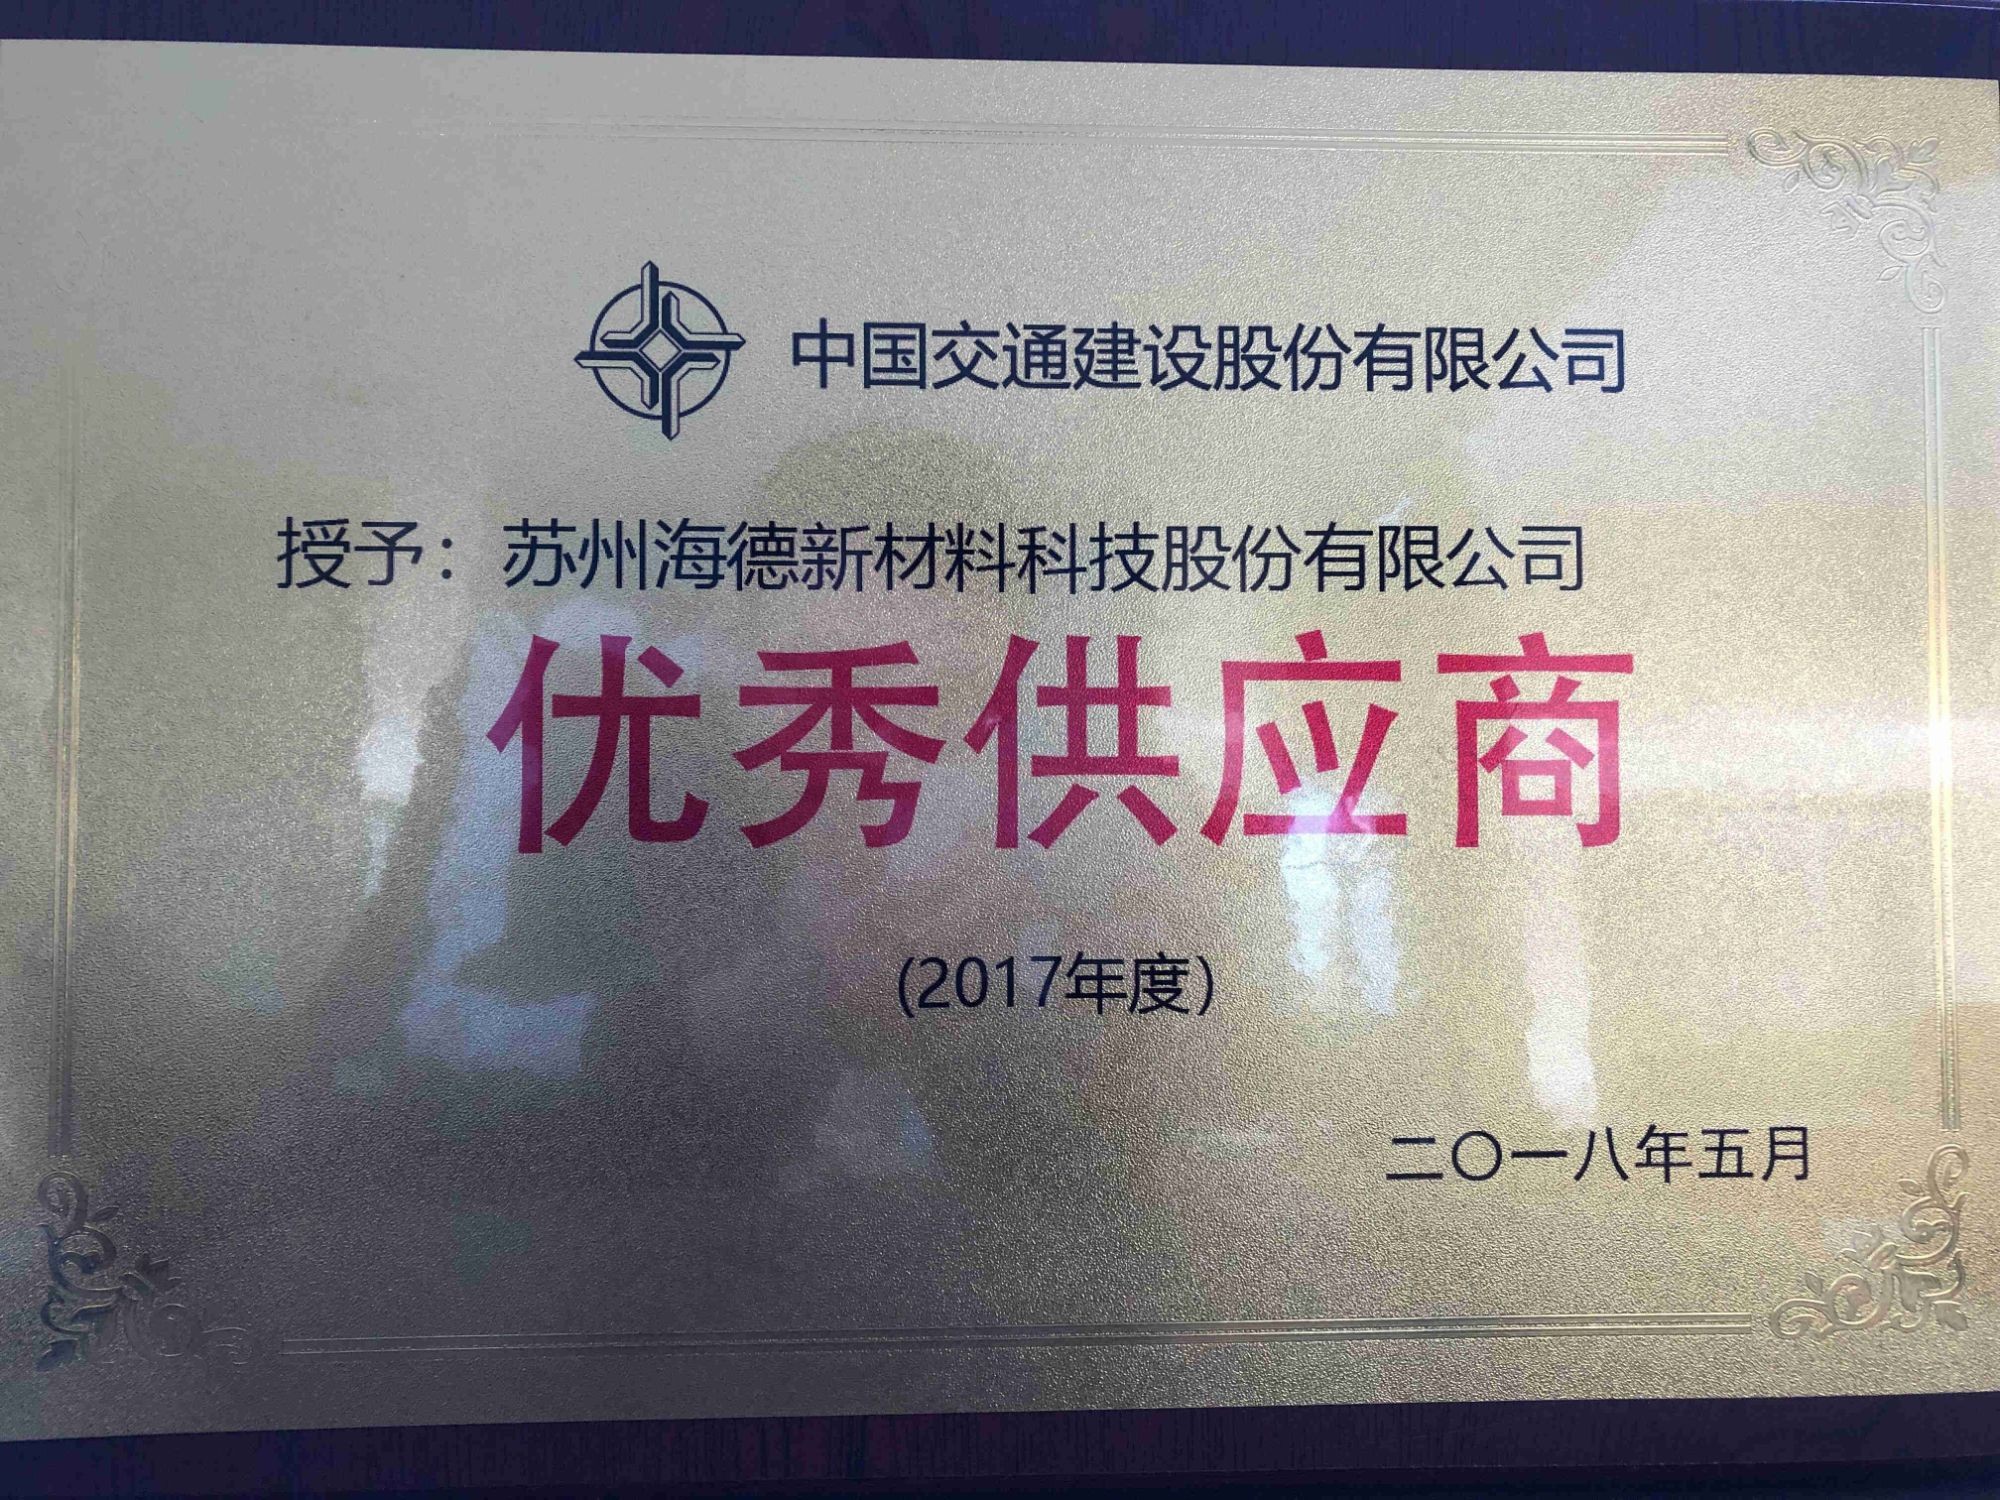 中国交通建设股份有限公司
授予：苏州海德新材料科技股份有限公司
优秀供应商
(2017年度)
二〇一八年五月